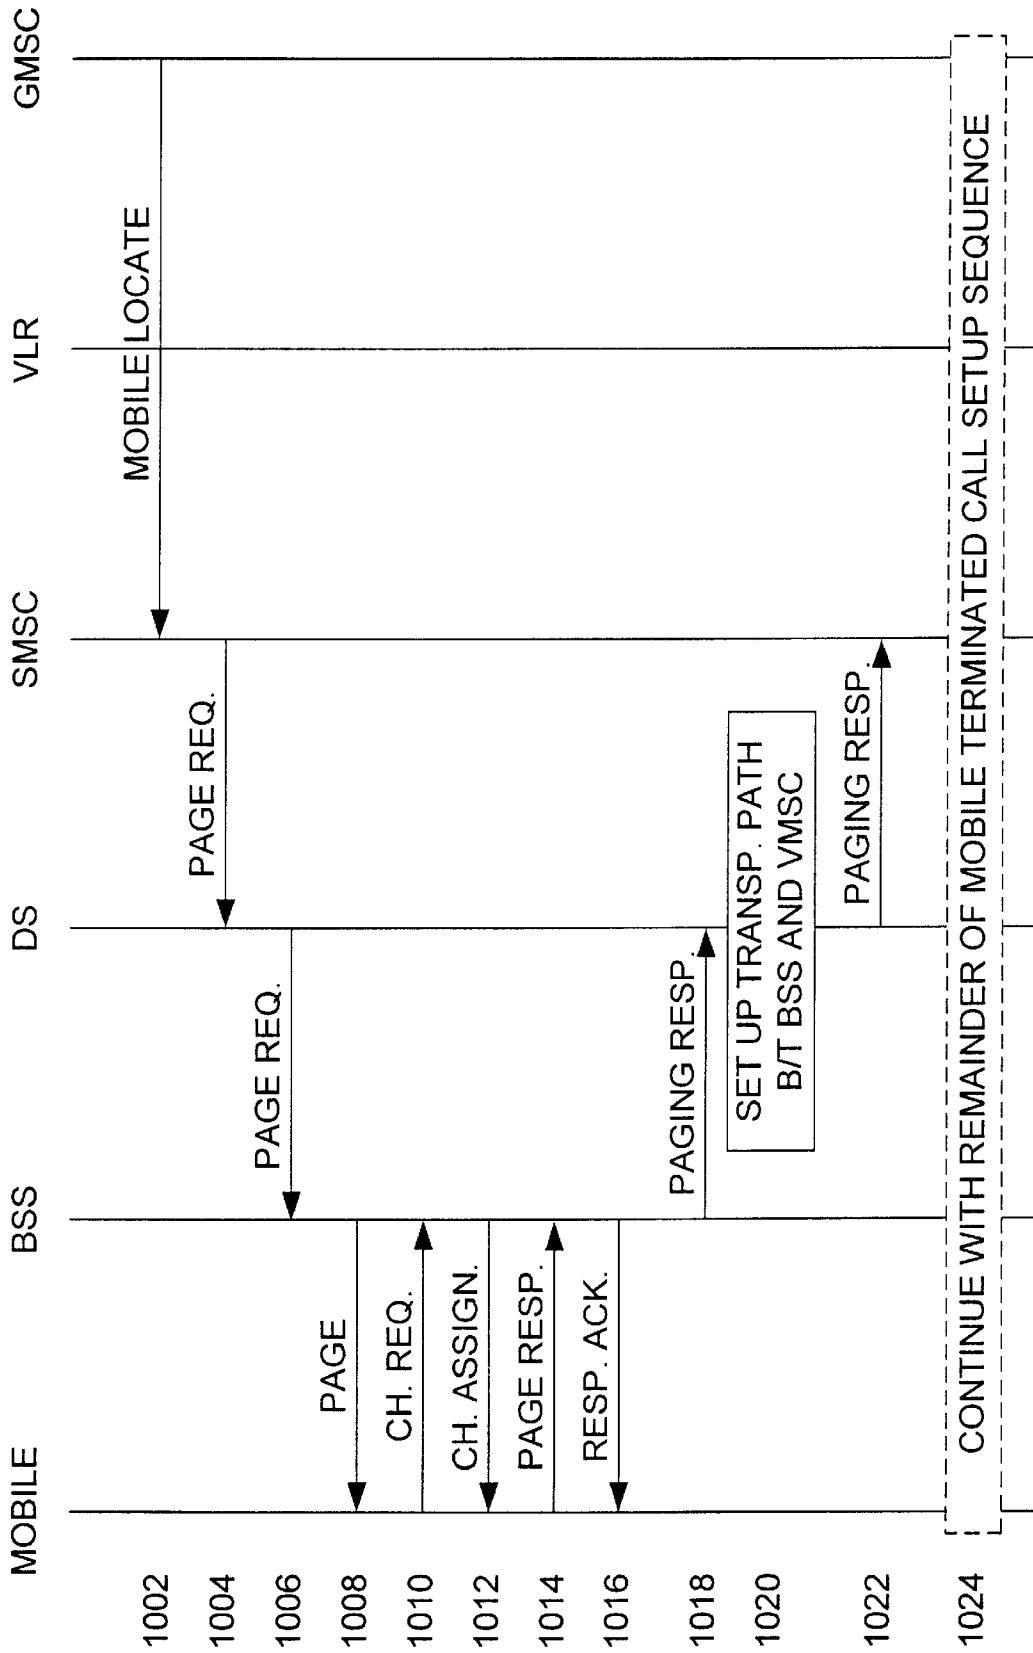 MOBILE
BSS
DS
SMSC
VLR
GMSC
1002
MOBILE LOCATE
1004
PAGE REQ.
1006
PAGE REQ.
1008
PAGE
1010
CH. REQ.
1012
CH. ASSIGN.
1014
PAGE RESP.
1016
RESP. ACK.
1018
PAGING RESP.
1020
SET UP TRANSP. PATH
B/T BSS AND VMSC
1022
PAGING RESP.
1024
CONTINUE WITH REMAINDER OF MOBILE TERMINATED CALL SETUP SEQUENCE